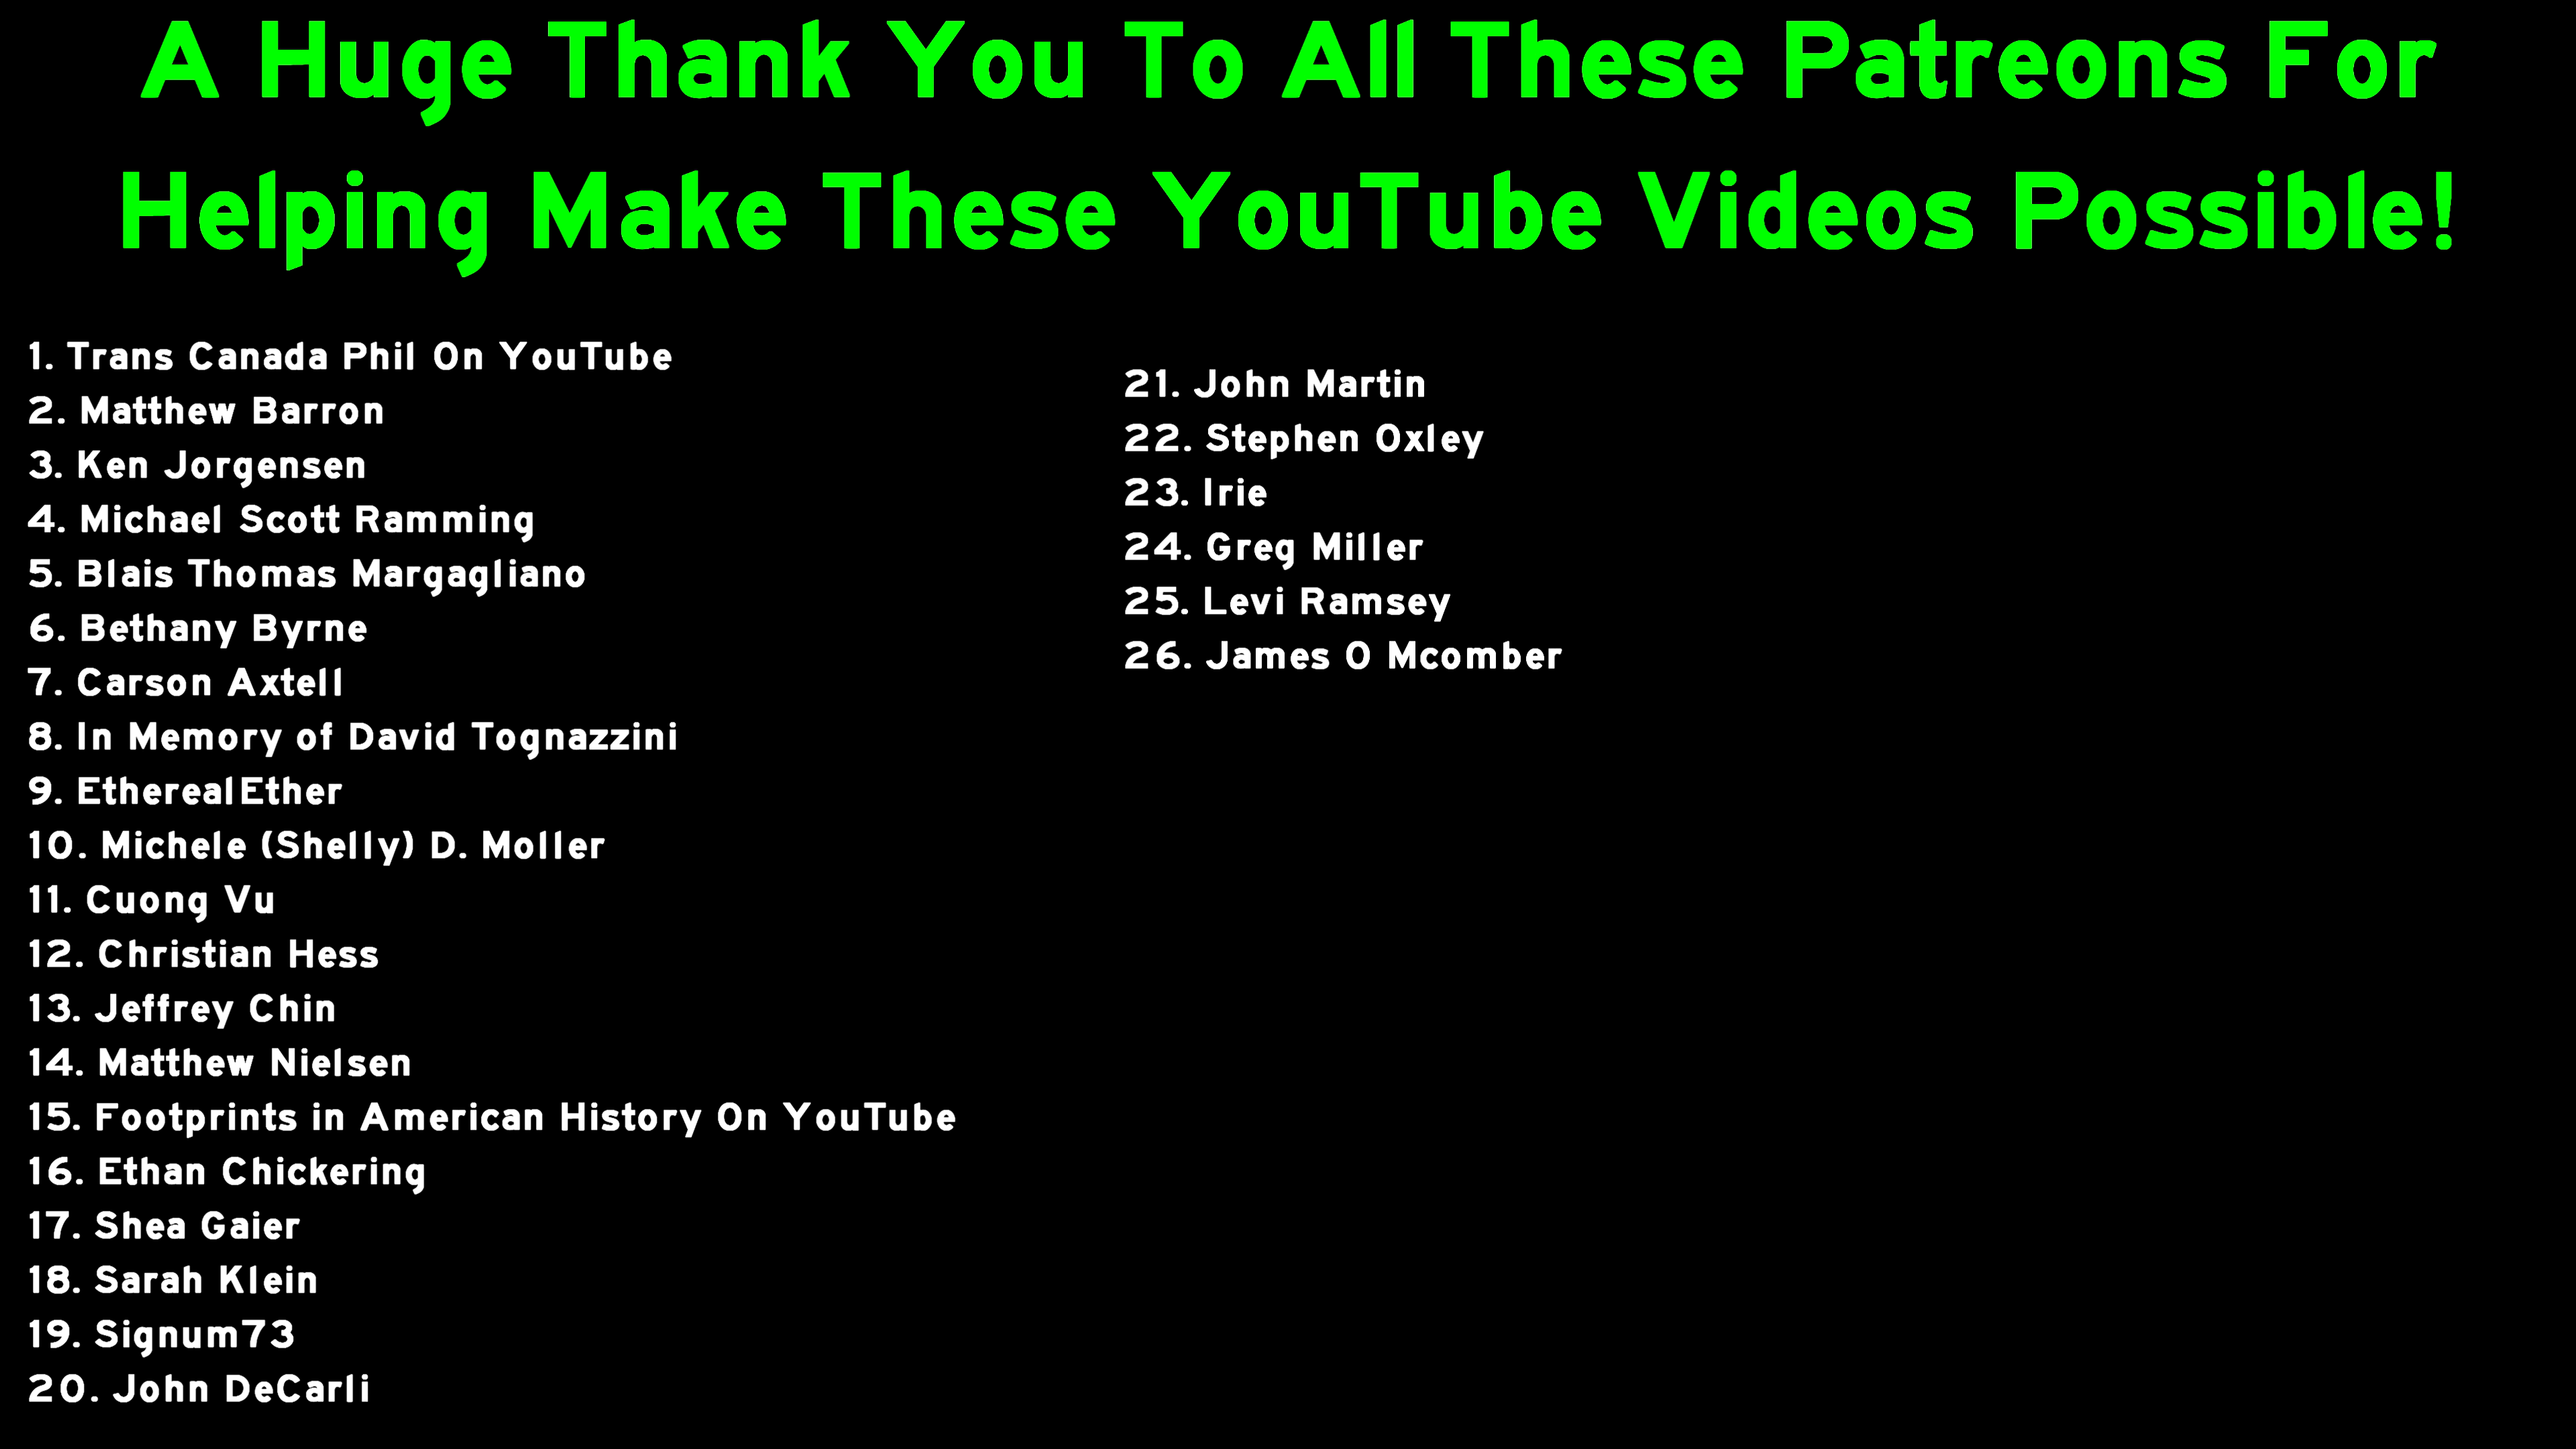 A Huge Thank You To All These Patreons For
Helping Make These YouTube Videos Possible!
1. Trans Canada Phil On YouTube
2. Matthew Barron
3. Ken Jorgensen
4. Michael Scott Ramming
5. Blais Thomas Margagliano
6. Bethany Byrne
7. Carson Axtell
8. In Memory of David Tognazzini
9. EtherealEther
10. Michele (Shelly) D. Moller
11. Cuong Vu
12. Christian Hess
13. Jeffrey Chin
14. Matthew Nielsen
15. Footprints in American History On YouTube
16. Ethan Chickering
17. Shea Gaier
18. Sarah Klein
19. Signum73
20. John DeCarli
21. John Martin
22. Stephen Oxley
23. Irie
24. Greg Miller
25. Levi Ramsey
26. James O Mcomber